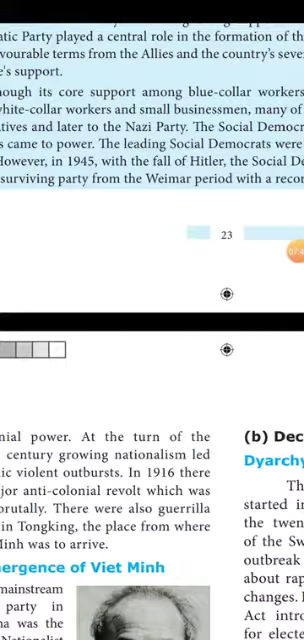 atic Party played a central role in the formation of th
avourable terms from the Allies and the country's seve
e's support.
ough its core support among blue-collar workers
white-collar workers and small businessmen, many of
atives and later to the Nazi Party. The Social Democr
s came to power. The leading Social Democrats were
However, in 1945, with the fall of Hitler, the Social De
surviving party from the Weimar period with a recor
23
nial power. At the turn of the
century growing nationalism led
ic violent outbursts. In 1916 there
jor anti-colonial revolt which was
brutally. There were also guerrilla
in Tongking, the place from where
Minh was to arrive.
mergence of Viet Minh
mainstream
party in
na was the
Nationalist
(b) Dec
Dyarchy
Th
started in
the twen
of the Sw
outbreak
about rap
changes. I
Act intro
for electe